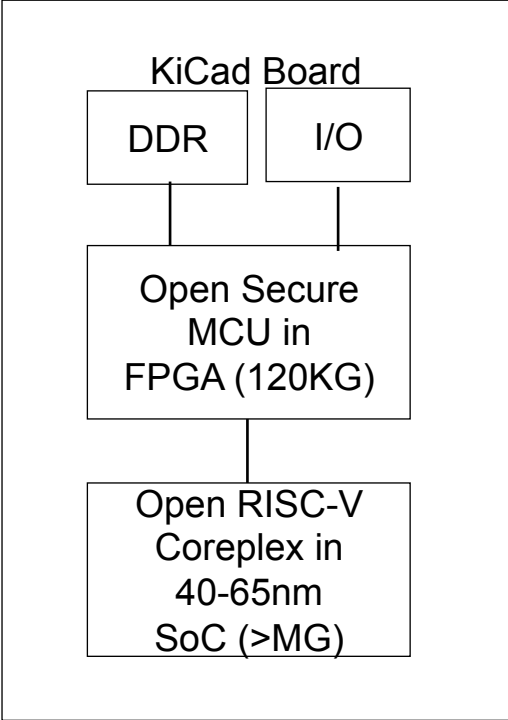 KiCad Board
DDR
I/O
Open Secure
MCU in
FPGA (120KG)
Open RISC-V
Coreplex in
40-65nm
SoC (>MG)